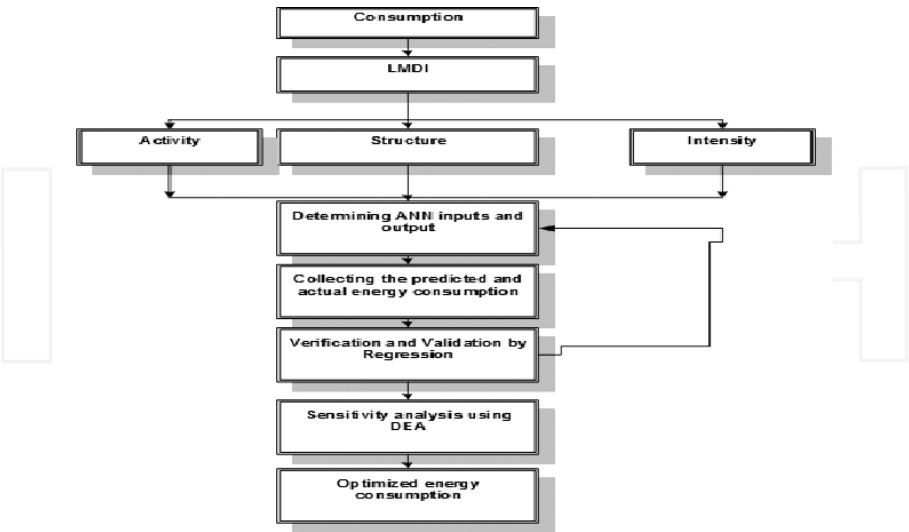 Consumption
LMDI
Activity
Structure
Intensity
Determining ANN inputs and
output
Collecting the predicted and
actual energy consumption
Verification and Validation by
Regression
Sensitivity analysis using
DEA
Optimized energy
consumption